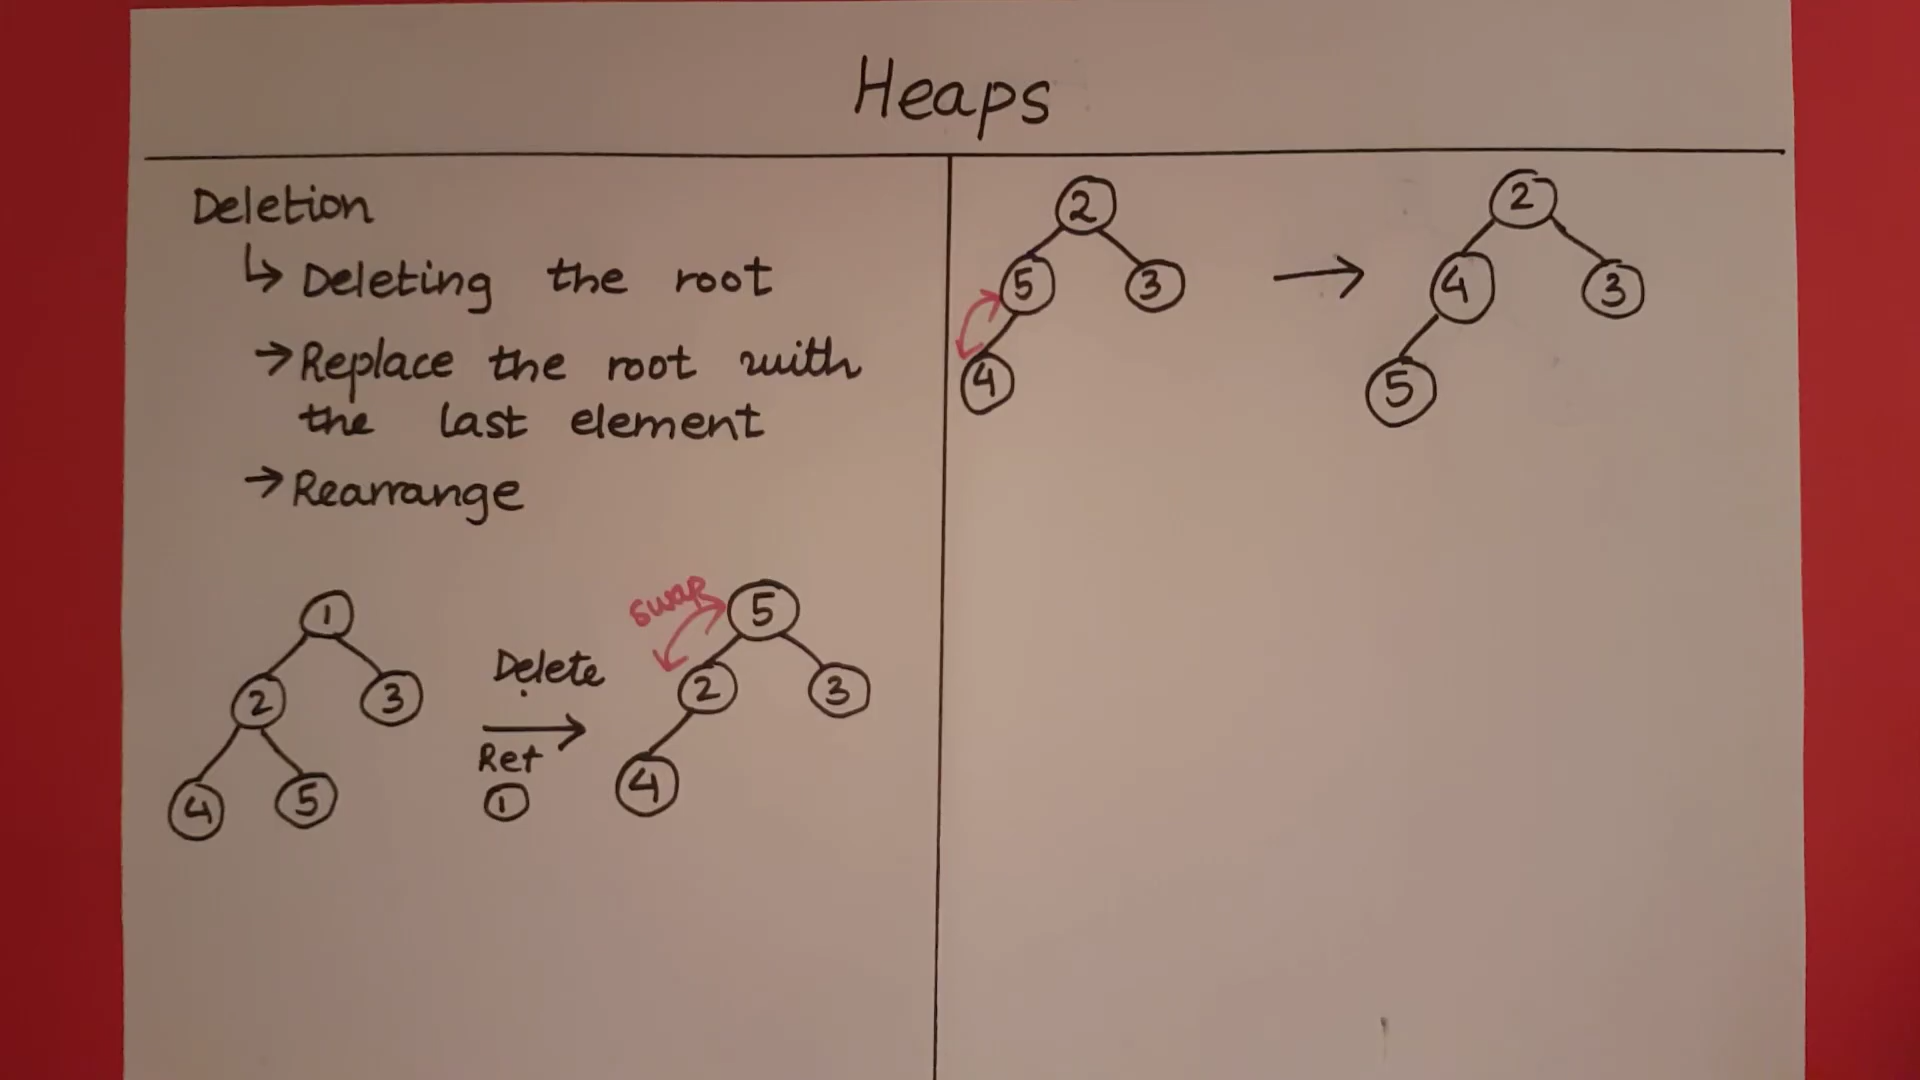 Heaps
Deletion
↳ Deleting the root
→ Replace the root with
the last element
→ Rearrange
1
2 3
4 5
Delete
Ret
1
swap
5
2 3
4
2
5 3
4
→
2
4 3
5